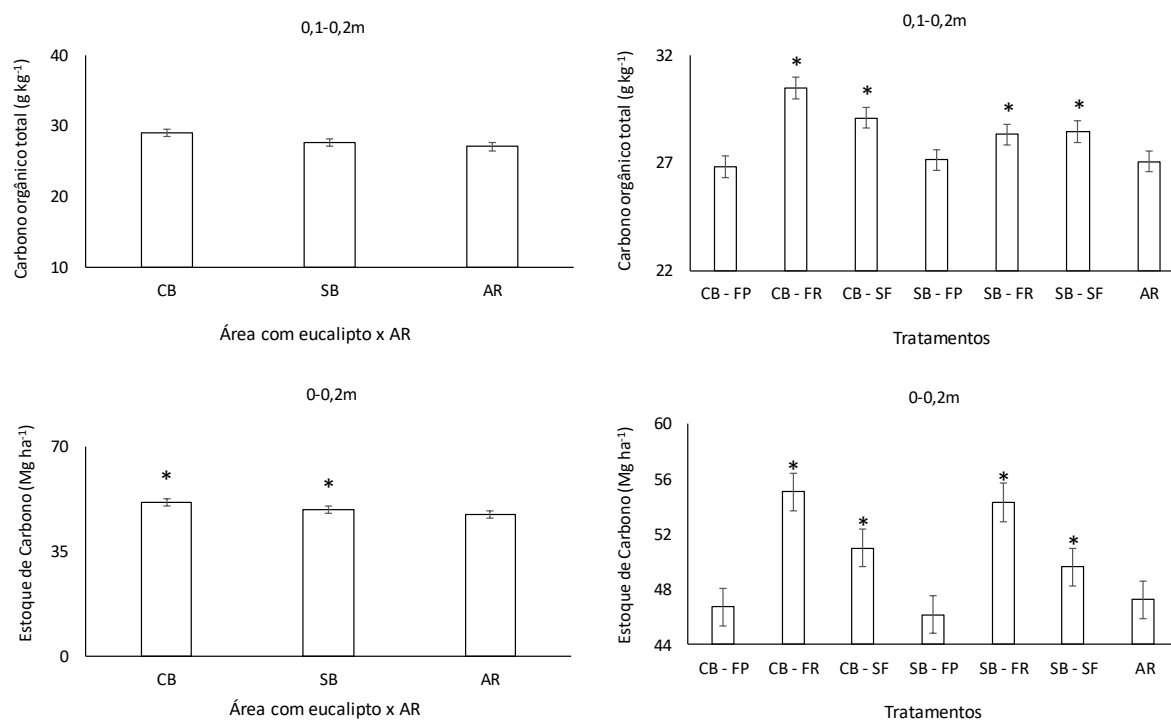 0,1-0,2m
Carbono orgânico total (g kg⁻¹)
40
30
20
10
CB SB AR
Área com eucalipto x AR
0,1-0,2m
Carbono orgânico total (g kg⁻¹)
32
27
22
* * * *
CB - FP CB - FR CB - SF SB - FP SB - FR SB - SF AR
Tratamentos
0-0,2m
Estoque de Carbono (Mg ha⁻¹)
70
35
0
* *
CB SB AR
Área com eucalipto x AR
0-0,2m
Estoque de Carbono (Mg ha⁻¹)
60
56
52
48
44
* * * *
CB - FP CB - FR CB - SF SB - FP SB - FR SB - SF AR
Tratamentos